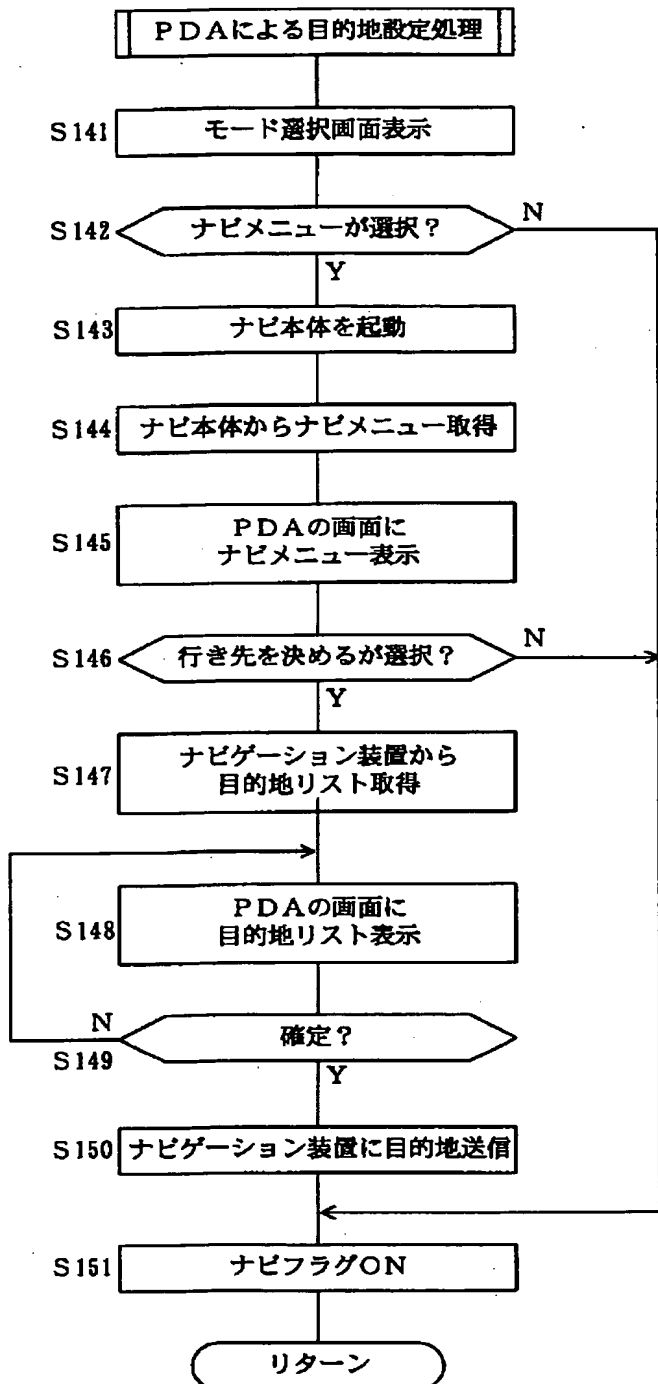 ＰＤＡによる目的地設定処理
S141
モード選択画面表示
S142
ナビメニューが選択？
N
Y
S143
ナビ本体を起動
S144
ナビ本体からナビメニュー取得
S145
ＰＤＡの画面に
ナビメニュー表示
S146
行き先を決めるが選択？
N
Y
S147
ナビゲーション装置から
目的地リスト取得
S148
ＰＤＡの画面に
目的地リスト表示
N
S149
確定？
Y
S150
ナビゲーション装置に目的地送信
S151
ナビフラグＯＮ
リターン